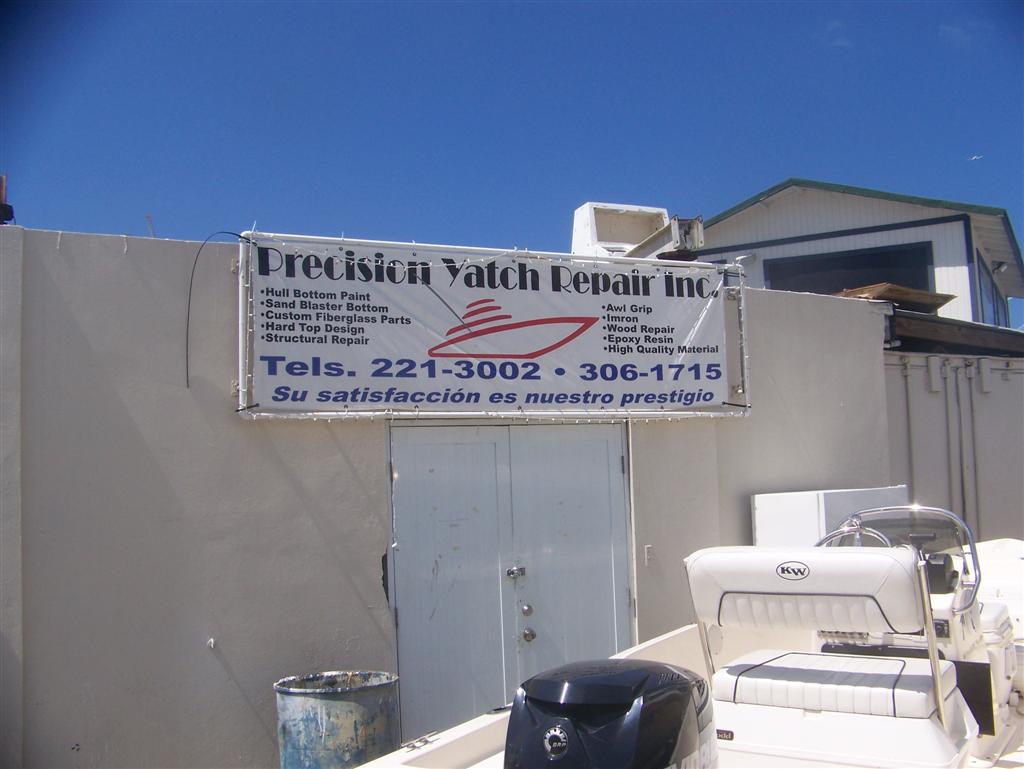 Precision Yatch Repair Inc.
•Hull Bottom Paint
•Sand Blaster Bottom
•Custom Fiberglass Parts
•Hard Top Design
•Structural Repair
•Awl Grip
•Imron
•Wood Repair
•Epoxy Resin
•High Quality Material
Tels. 221-3002 • 306-1715
Su satisfacción es nuestro prestigio
KW
BRP